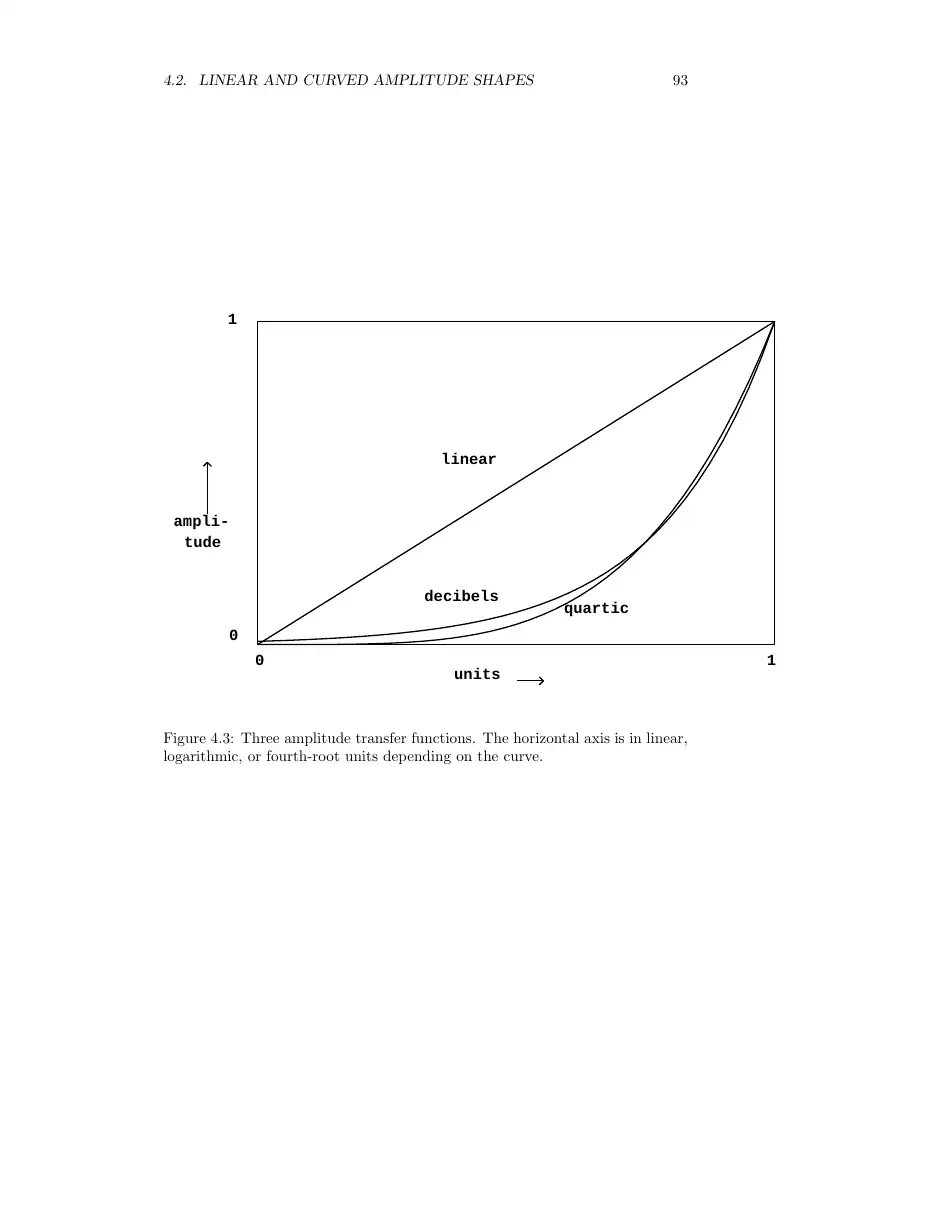 4.2. LINEAR AND CURVED AMPLITUDE SHAPES 93
1
linear
ampli-
tude
decibels
quartic
0
0 1
units
Figure 4.3: Three amplitude transfer functions. The horizontal axis is in linear,
logarithmic, or fourth-root units depending on the curve.